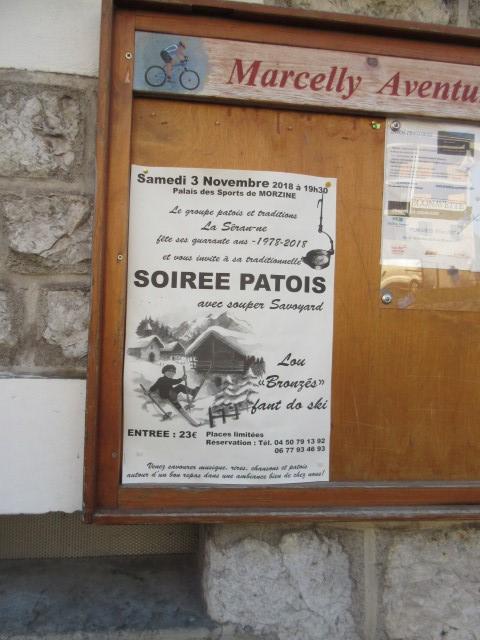 Marcelly Aventu
Samedi 3 Novembre 2018 à 19h30
Palais des Sports de MORZINE
Le groupe patois et traditions
La Sèran-ne
fête ses quarante ans -1978-2018
et vous invite à sa traditionnelle
SOIREE PATOIS
avec souper Savoyard
Lou
«Bronzés»
fant do ski
ENTREE : 23€
Places limitées
Réservation : Tél. 04 50 79 13 92
06 77 93 46 93
Venez savourer musique, rires, chansons et patois
autour d'un bon repas dans une ambiance bien de chez nous!